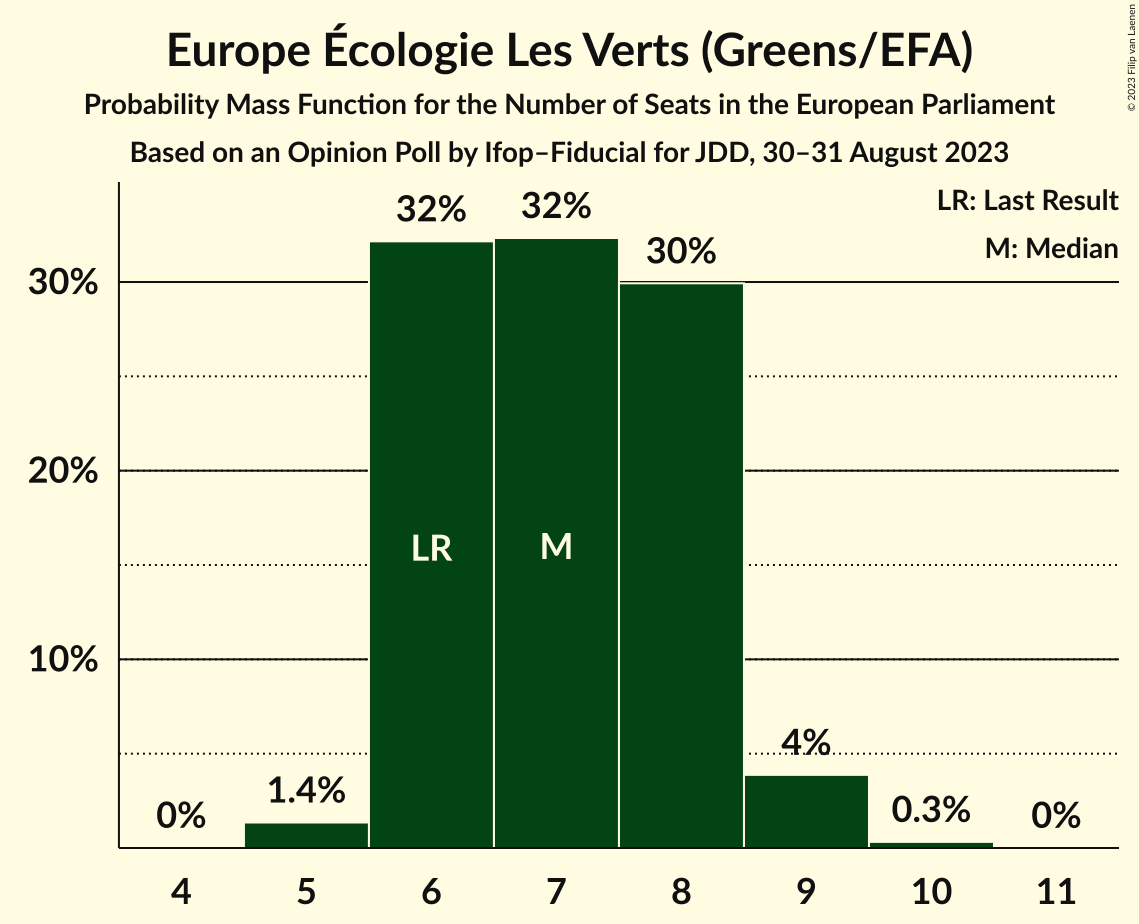 Europe Écologie Les Verts (Greens/EFA)
Probability Mass Function for the Number of Seats in the European Parliament
Based on an Opinion Poll by Ifop–Fiducial for JDD, 30–31 August 2023
© 2023 Filip van Laenen
LR: Last Result
M: Median
32%
32%
30%
30%
20%
LR
M
10%
4%
1.4%
0%
0.3%
0%
4
5
6
7
8
9
10
11